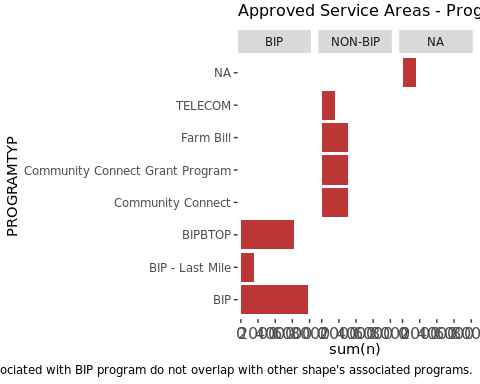 Approved Service Areas - Prog
BIP NON-BIP NA
NA
TELECOM
Farm Bill
Community Connect Grant Program
Community Connect
BIPBTOP
BIP - Last Mile
BIP
PROGRAMTYP
sum(n)
ociated with BIP program do not overlap with other shape's associated programs.